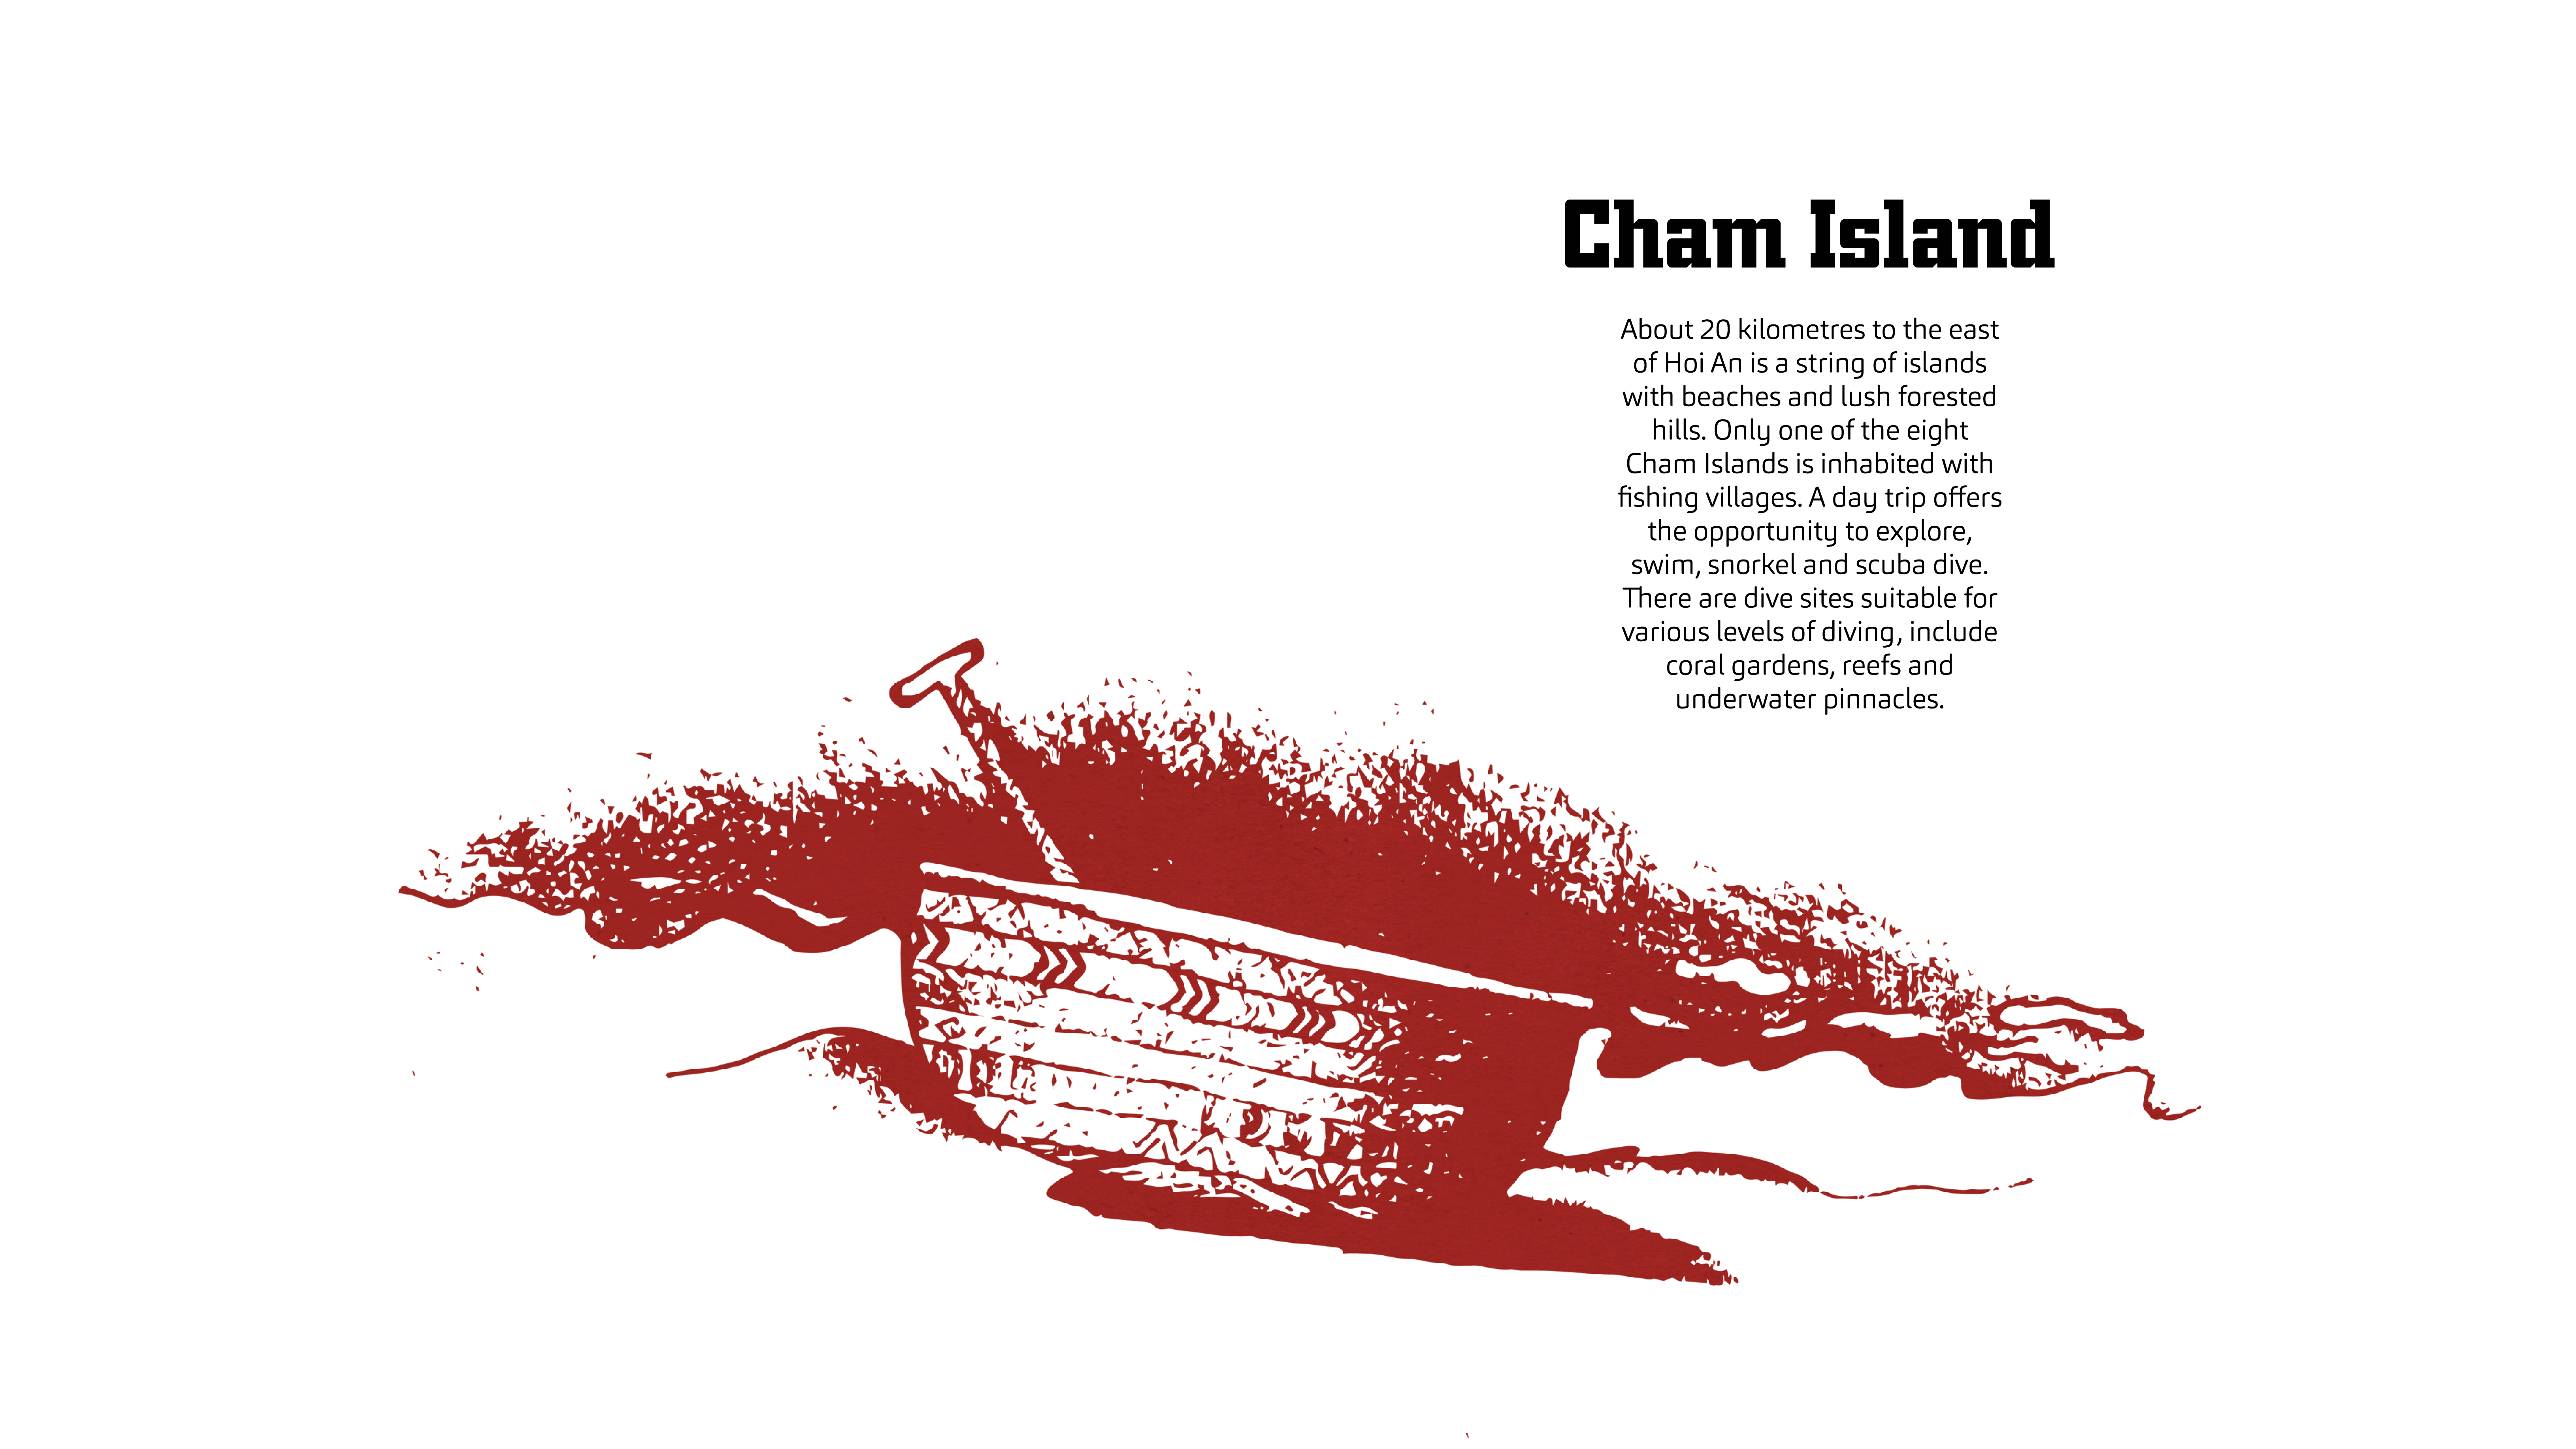 Cham Island
About 20 kilometres to the east
of Hoi An is a string of islands
with beaches and lush forested
hills. Only one of the eight
Cham Islands is inhabited with
fishing villages. A day trip offers
the opportunity to explore,
swim, snorkel and scuba dive.
There are dive sites suitable for
various levels of diving, include
coral gardens, reefs and
underwater pinnacles.